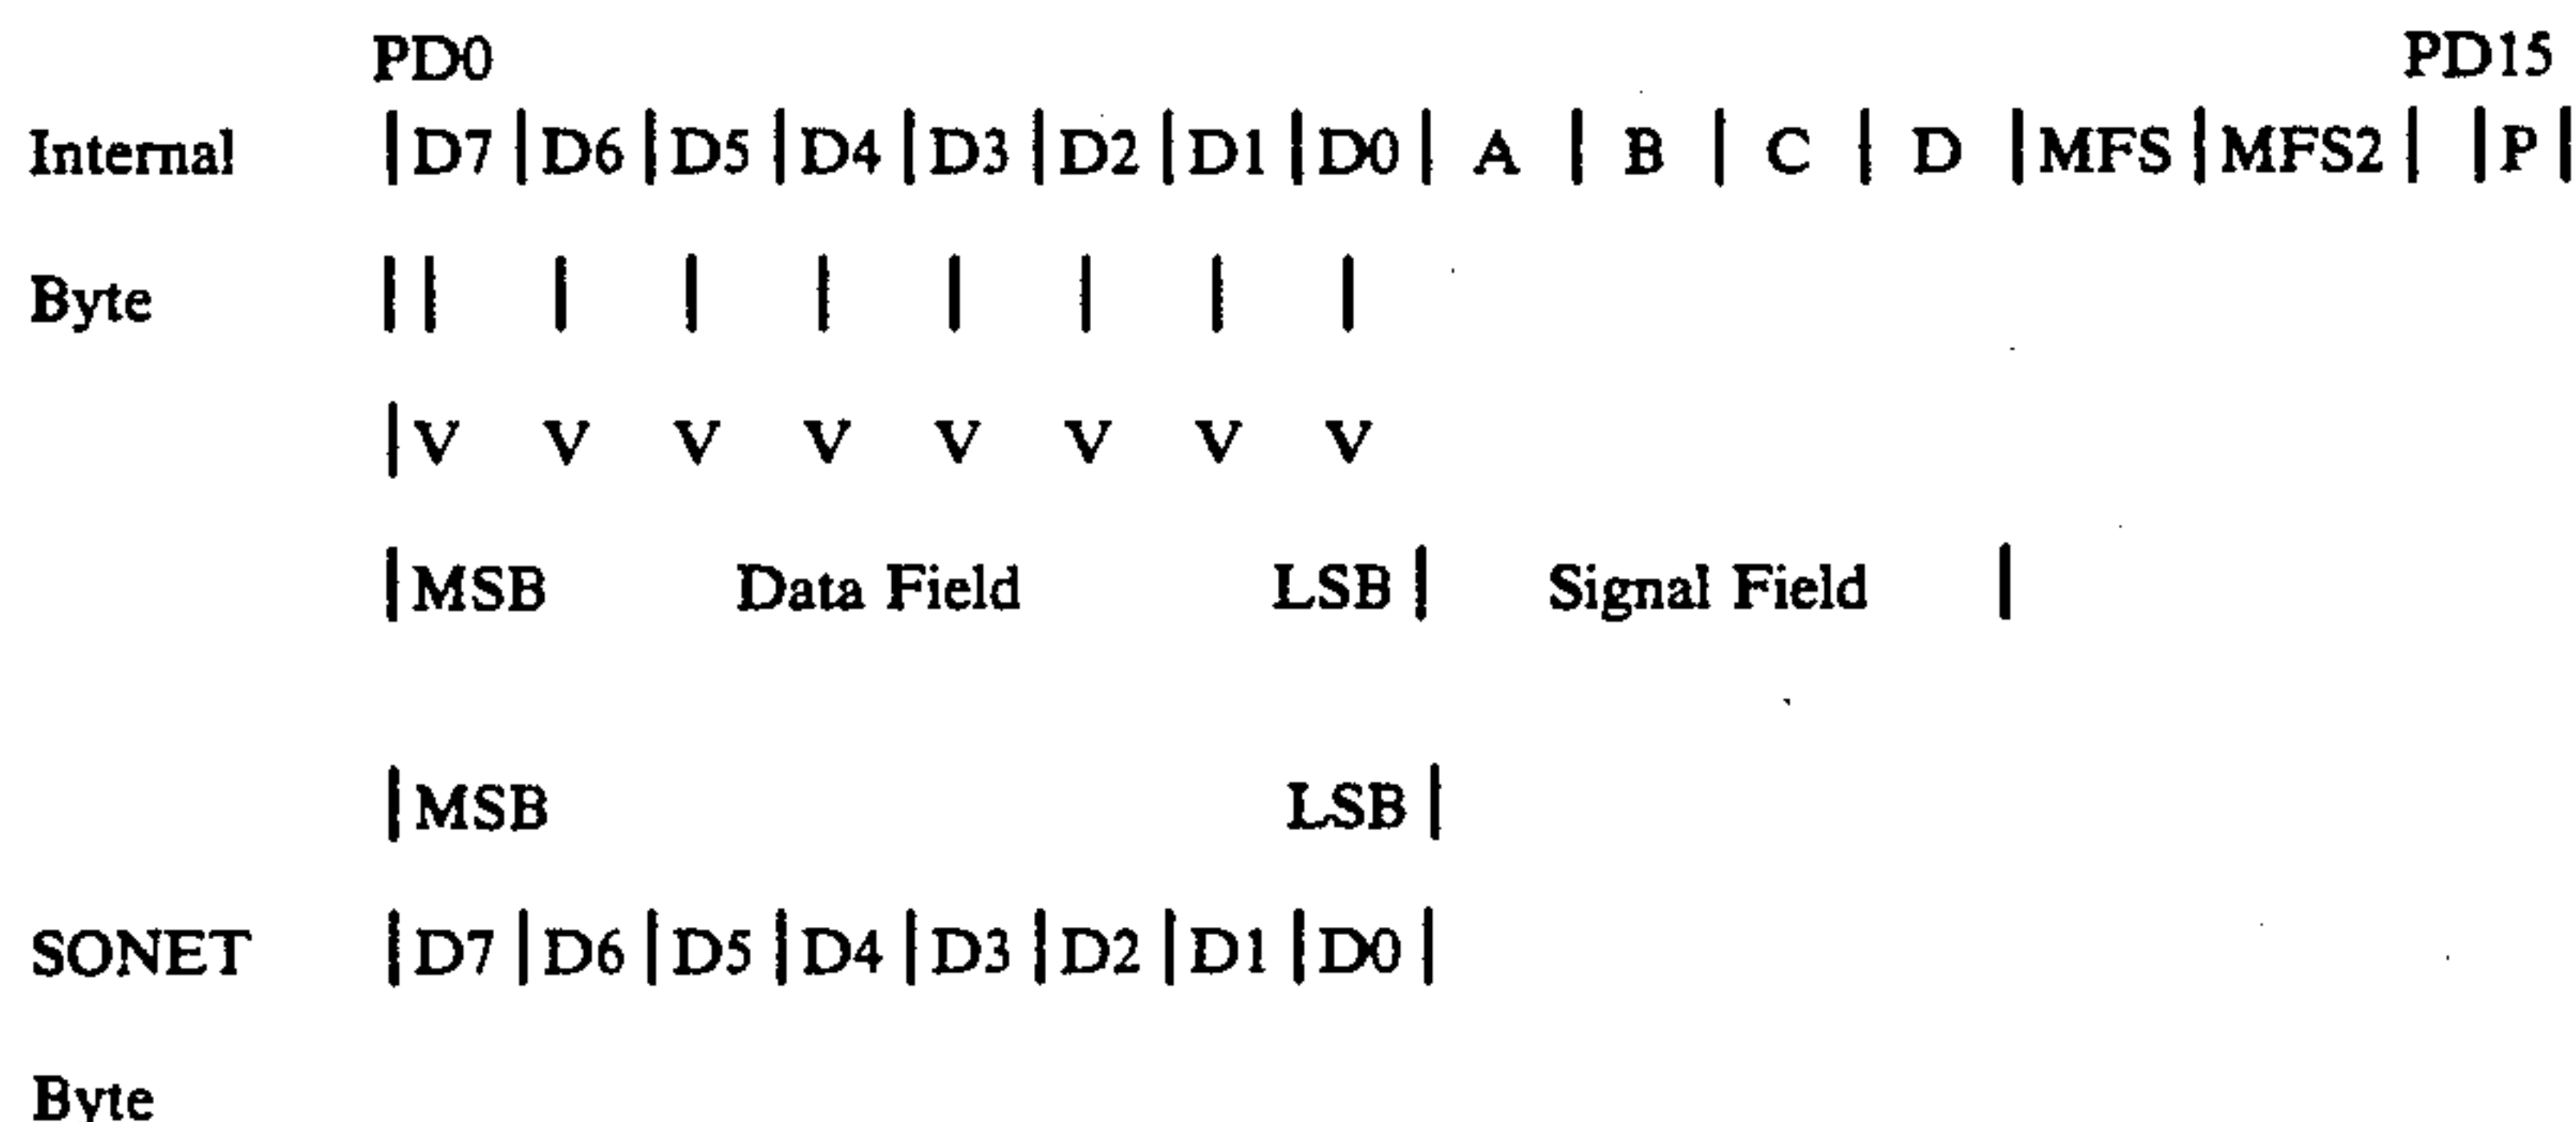 PD0 PD15
Internal |D7|D6|D5|D4|D3|D2|D1|D0| A | B | C | D |MFS|MFS2| |P|
Byte || | | | | | | |
|V V V V V V V V
|MSB Data Field LSB| Signal Field |
|MSB LSB|
SONET |D7|D6|D5|D4|D3|D2|D1|D0|
Byte